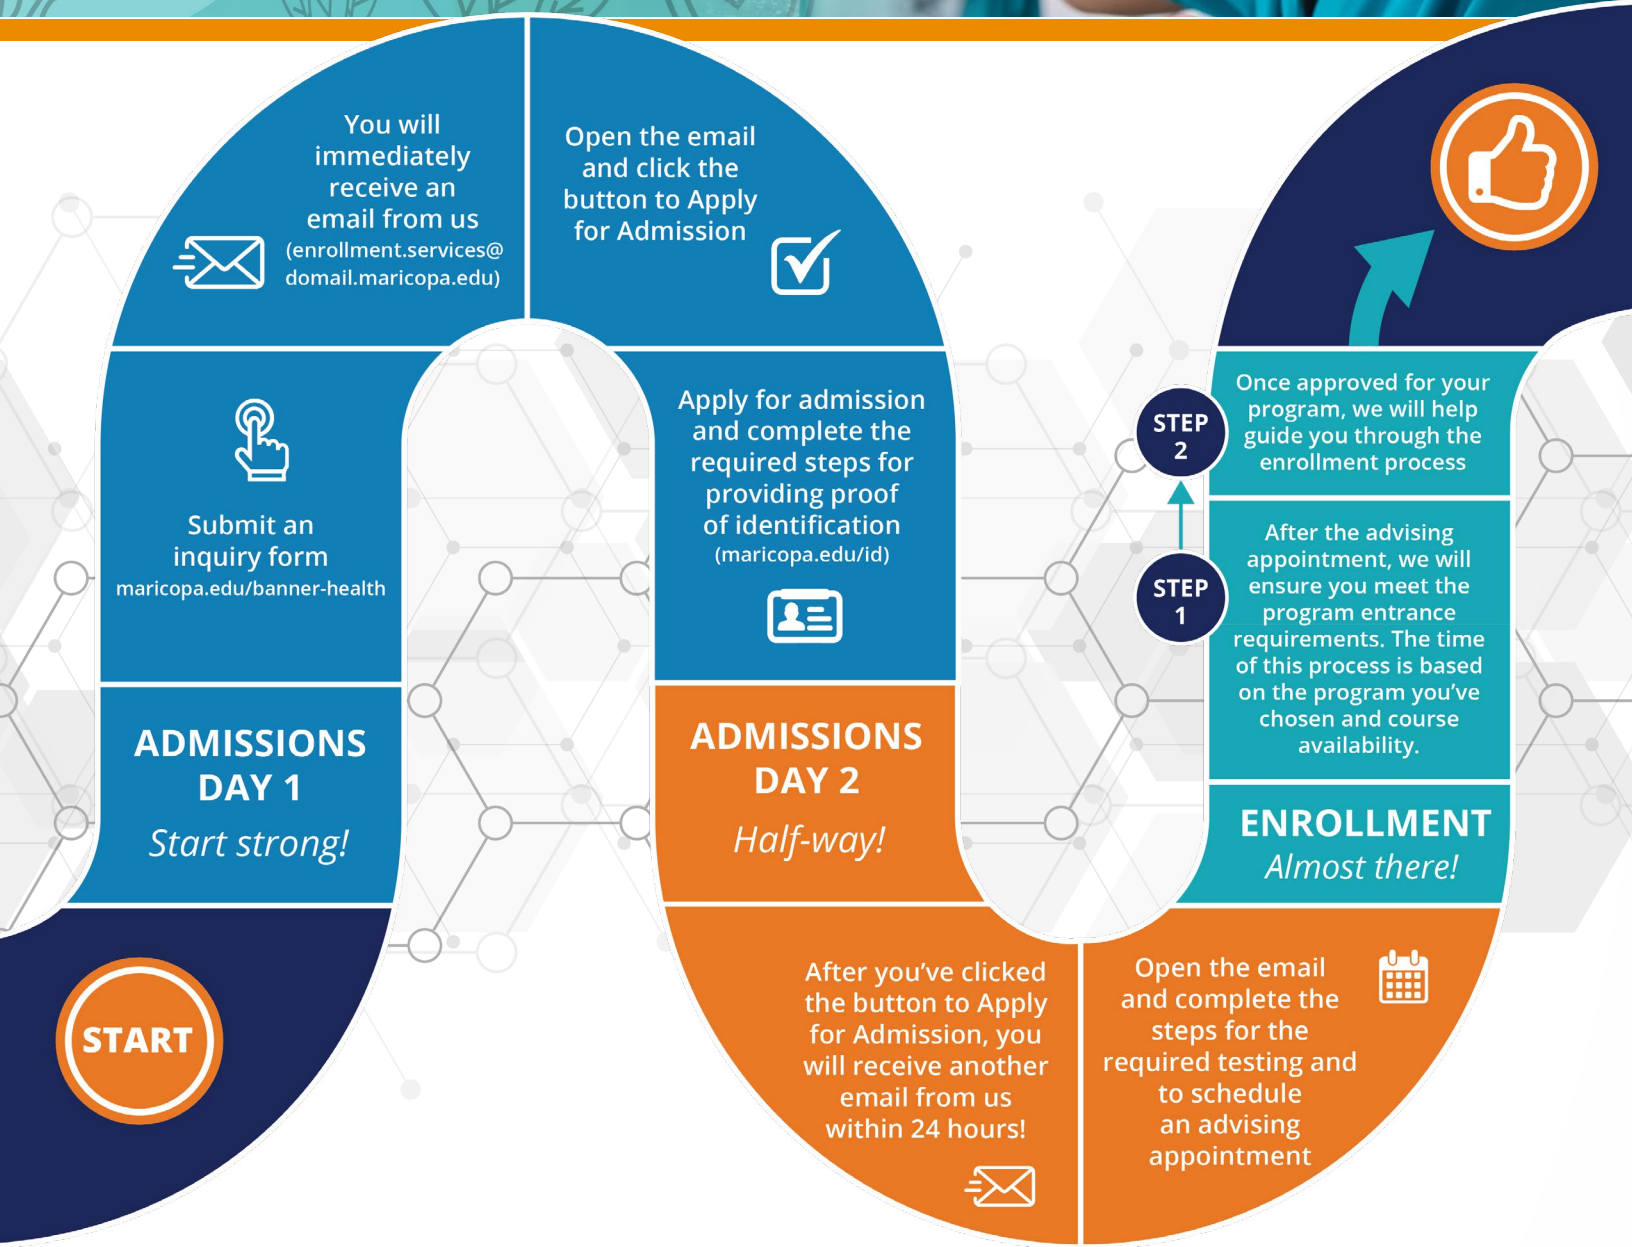 START
ADMISSIONS
DAY 1
Start strong!
Submit an
inquiry form
maricopa.edu/banner-health
You will
immediately
receive an
email from us
(enrollment.services@
domail.maricopa.edu)
Open the email
and click the
button to Apply
for Admission
Apply for admission
and complete the
required steps for
providing proof
of identification
(maricopa.edu/id)
ADMISSIONS
DAY 2
Half-way!
After you’ve clicked
the button to Apply
for Admission, you
will receive another
email from us
within 24 hours!
Open the email
and complete the
steps for the
required testing and
to schedule
an advising
appointment
ENROLLMENT
Almost there!
STEP
1
After the advising
appointment, we will
ensure you meet the
program entrance
requirements. The time
of this process is based
on the program you’ve
chosen and course
availability.
STEP
2
Once approved for your
program, we will help
guide you through the
enrollment process